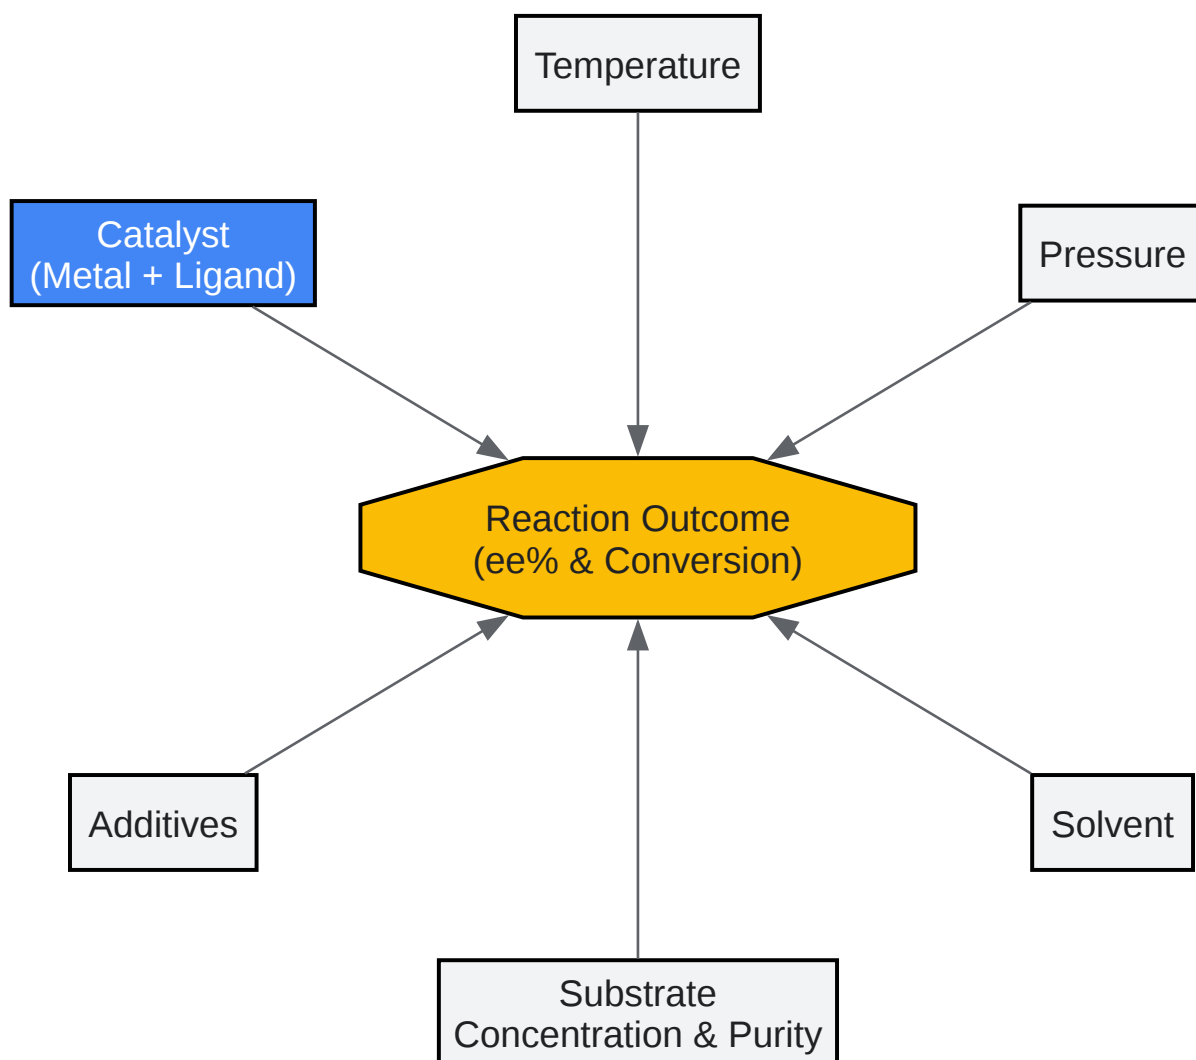 Temperature
Catalyst
(Metal + Ligand)
Pressure
Reaction Outcome
(ee% & Conversion)
Additives
Solvent
Substrate
Concentration & Purity